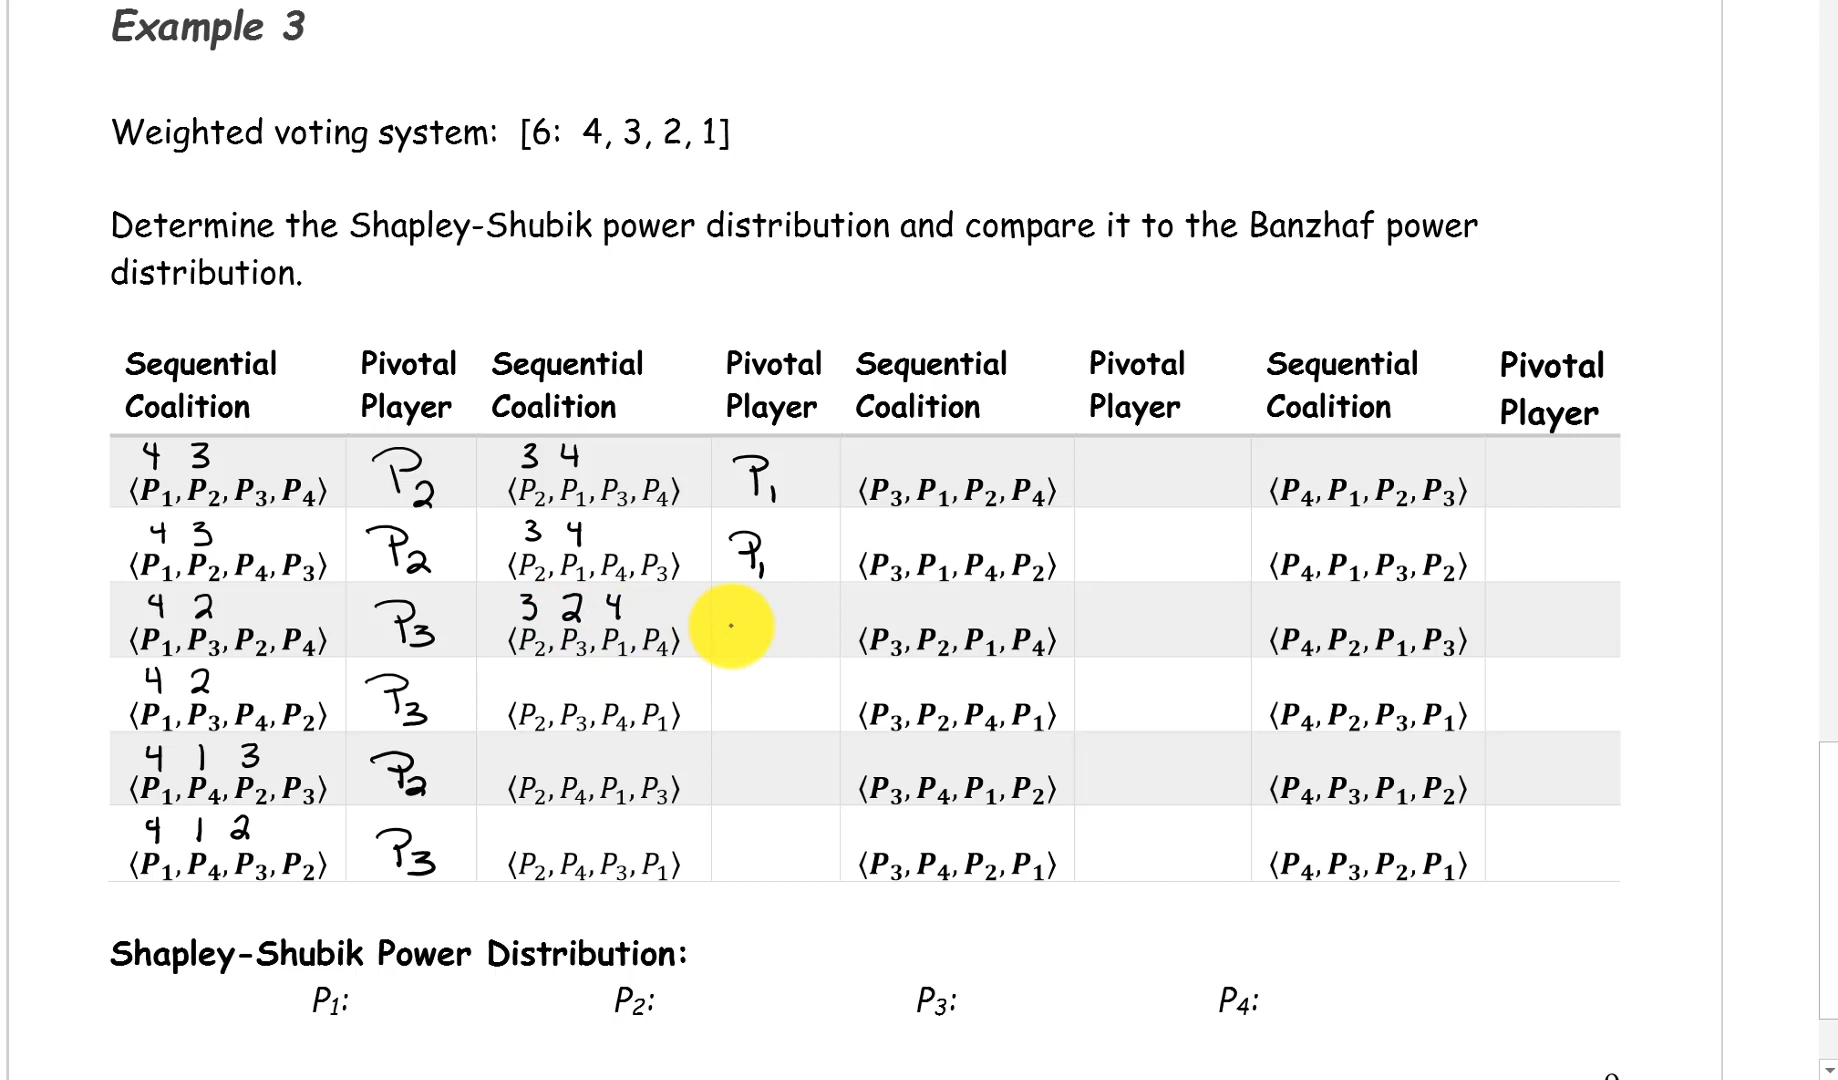 Example 3
Weighted voting system: [6: 4, 3, 2, 1]
Determine the Shapley-Shubik power distribution and compare it to the Banzhaf power
distribution.
Sequential Pivotal Sequential Pivotal Sequential Pivotal Sequential Pivotal
Coalition Player Coalition Player Coalition Player Coalition Player
4 3 3 4
⟨P₁, P₂, P₃, P₄⟩ P₂ ⟨P₂, P₁, P₃, P₄⟩ P₁ ⟨P₃, P₁, P₂, P₄⟩ ⟨P₄, P₁, P₂, P₃⟩
4 3 3 4
⟨P₁, P₂, P₄, P₃⟩ P₂ ⟨P₂, P₁, P₄, P₃⟩ P₁ ⟨P₃, P₁, P₄, P₂⟩ ⟨P₄, P₁, P₃, P₂⟩
4 2 3 2 4
⟨P₁, P₃, P₂, P₄⟩ P₃ ⟨P₂, P₃, P₁, P₄⟩ ⟨P₃, P₂, P₁, P₄⟩ ⟨P₄, P₂, P₁, P₃⟩
4 2
⟨P₁, P₃, P₄, P₂⟩ P₃ ⟨P₂, P₃, P₄, P₁⟩ ⟨P₃, P₂, P₄, P₁⟩ ⟨P₄, P₂, P₃, P₁⟩
4 1 3
⟨P₁, P₄, P₂, P₃⟩ P₂ ⟨P₂, P₄, P₁, P₃⟩ ⟨P₃, P₄, P₁, P₂⟩ ⟨P₄, P₃, P₁, P₂⟩
4 1 2
⟨P₁, P₄, P₃, P₂⟩ P₃ ⟨P₂, P₄, P₃, P₁⟩ ⟨P₃, P₄, P₂, P₁⟩ ⟨P₄, P₃, P₂, P₁⟩
Shapley-Shubik Power Distribution:
P₁: P₂: P₃: P₄: